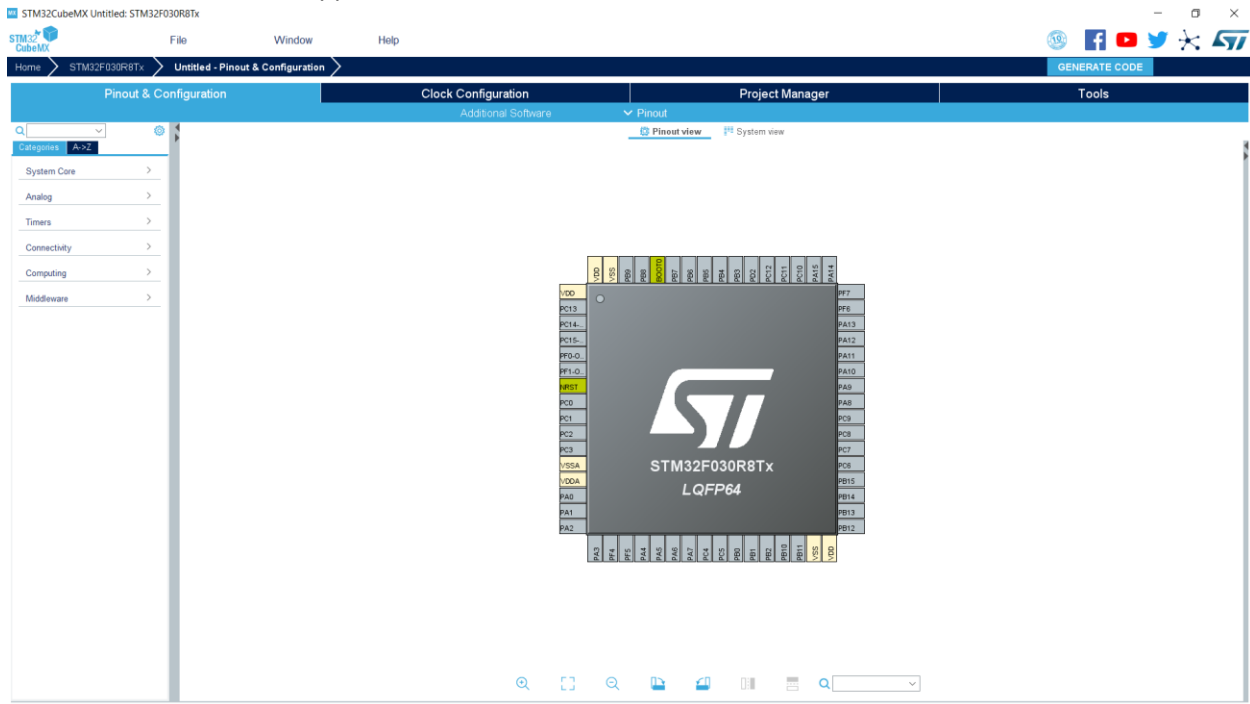 STM32CubeMX Untitled: STM32F030R8Tx
STM32 CubeMX
File Window Help
19
Home STM32F030R8Tx Untitled - Pinout & Configuration GENERATE CODE
Pinout & Configuration Clock Configuration Project Manager Tools
Additional Software Pinout
Pinout view System view
Categories A->Z
System Core
Analog
Timers
Connectivity
Computing
Middleware
VDD VSS PB9 PB8 BOOT0 PB7 PB6 PB5 PB4 PB3 PD2 PC12 PC11 PC10 PA15 PA14
VDD PF7
PC13 PF6
PC14-.. PA13
PC15-.. PA12
PF0-O.. PA11
PF1-O.. PA10
NRST PA9
PC0 PA8
PC1 PC9
PC2 PC8
PC3 PC7
VSSA STM32F030R8Tx PC6
VDDA PB15
PA0 LQFP64 PB14
PA1 PB13
PA2 PB12
PA3 PF4 PF5 PA4 PA5 PA6 PA7 PC4 PC5 PB0 PB1 PB2 PB10 PB11 VSS VDD